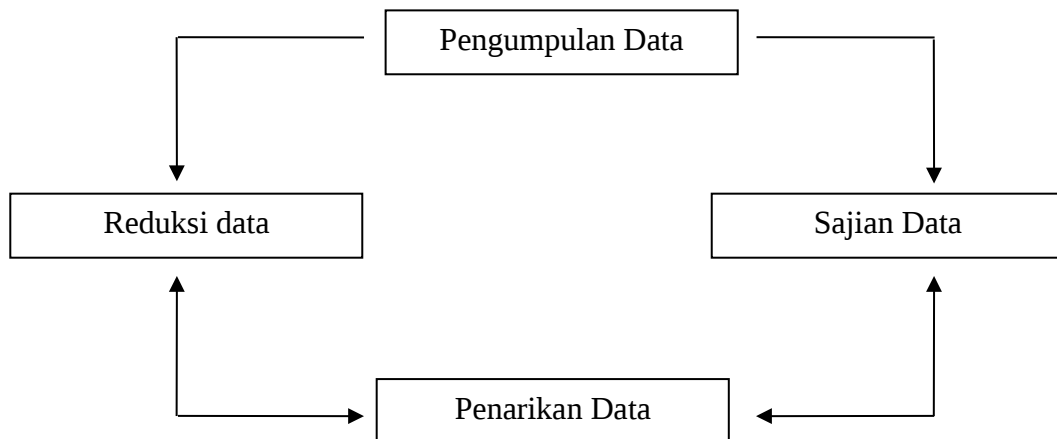 Pengumpulan Data
Reduksi data
Sajian Data
Penarikan Data